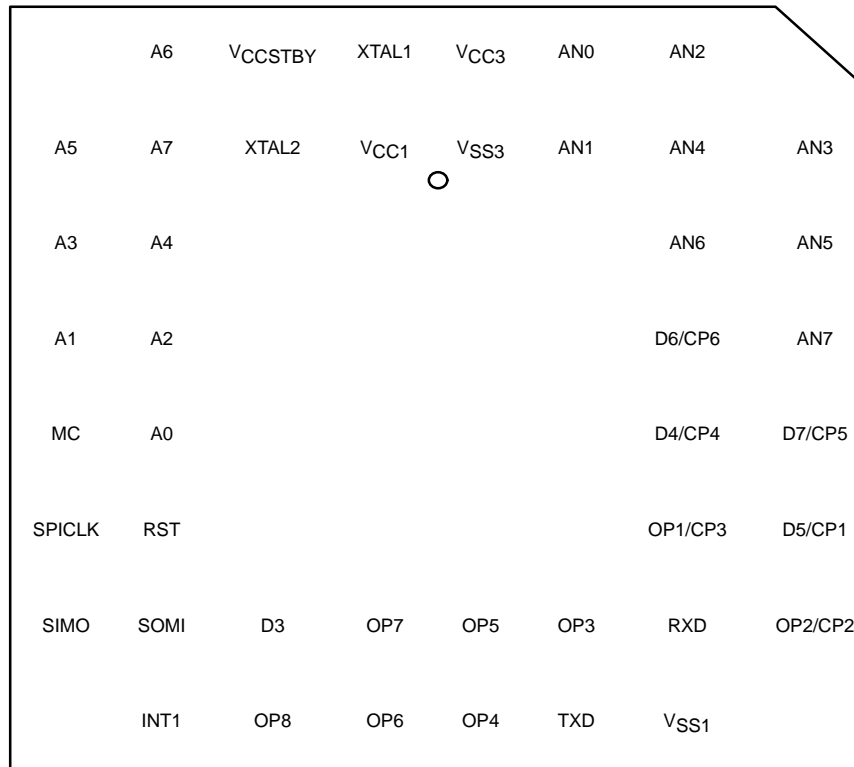 A6 VCCSTBY XTAL1 VCC3 AN0 AN2
A5 A7 XTAL2 VCC1 VSS3 AN1 AN4 AN3
A3 A4 AN6 AN5
A1 A2 D6/CP6 AN7
MC A0 D4/CP4 D7/CP5
SPICLK RST OP1/CP3 D5/CP1
SIMO SOMI D3 OP7 OP5 OP3 RXD OP2/CP2
INT1 OP8 OP6 OP4 TXD VSS1